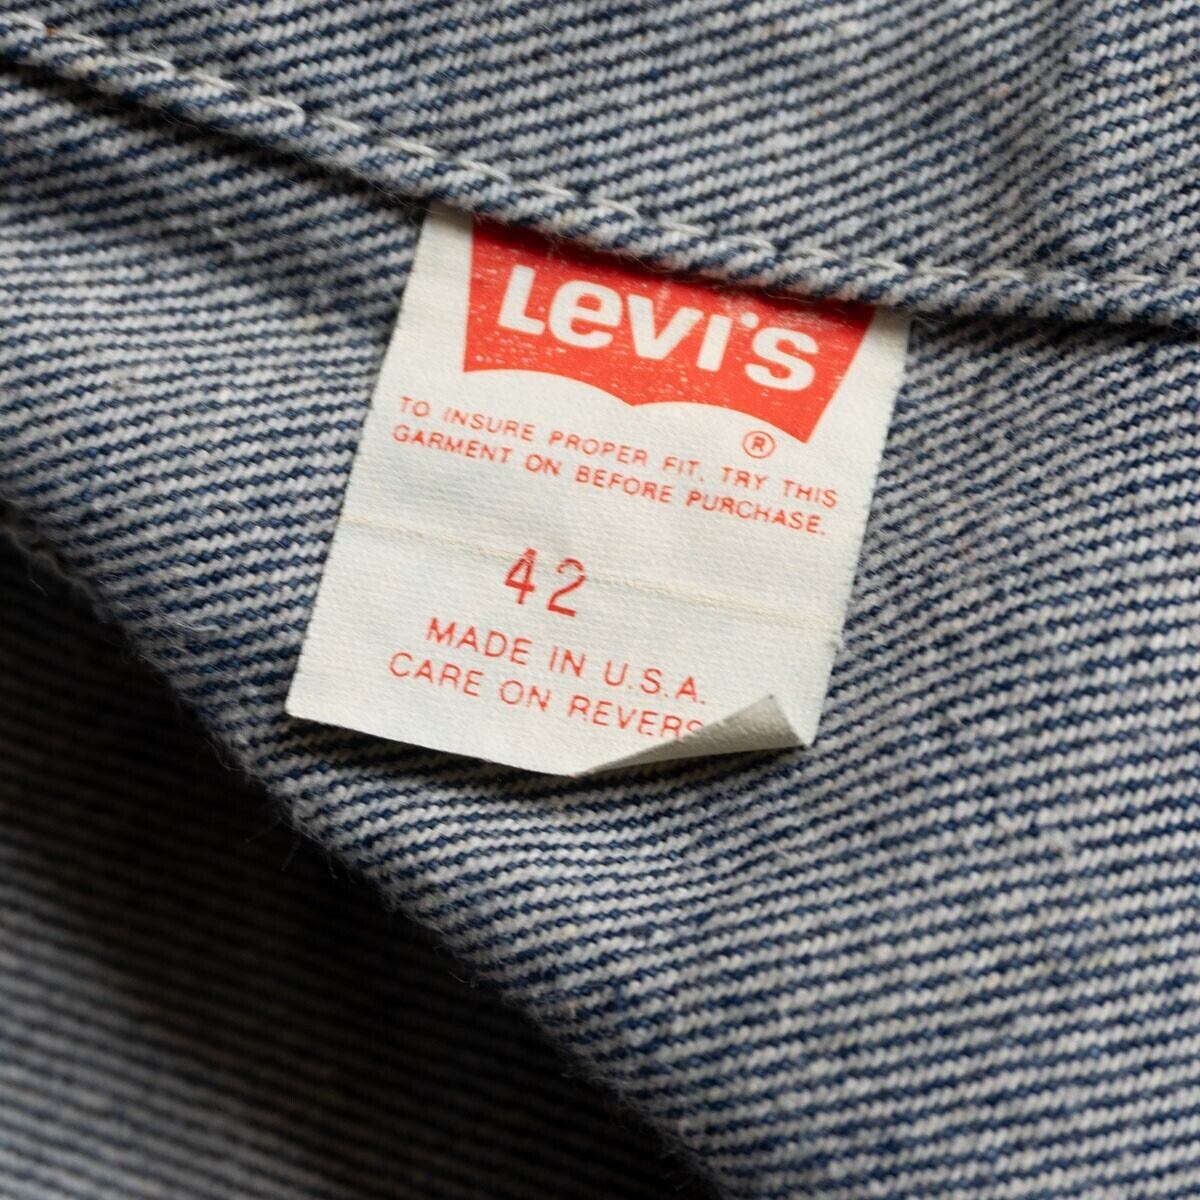 Levi's
®
TO INSURE PROPER FIT, TRY THIS
GARMENT ON BEFORE PURCHASE.
42
MADE IN U.S.A.
CARE ON REVERS